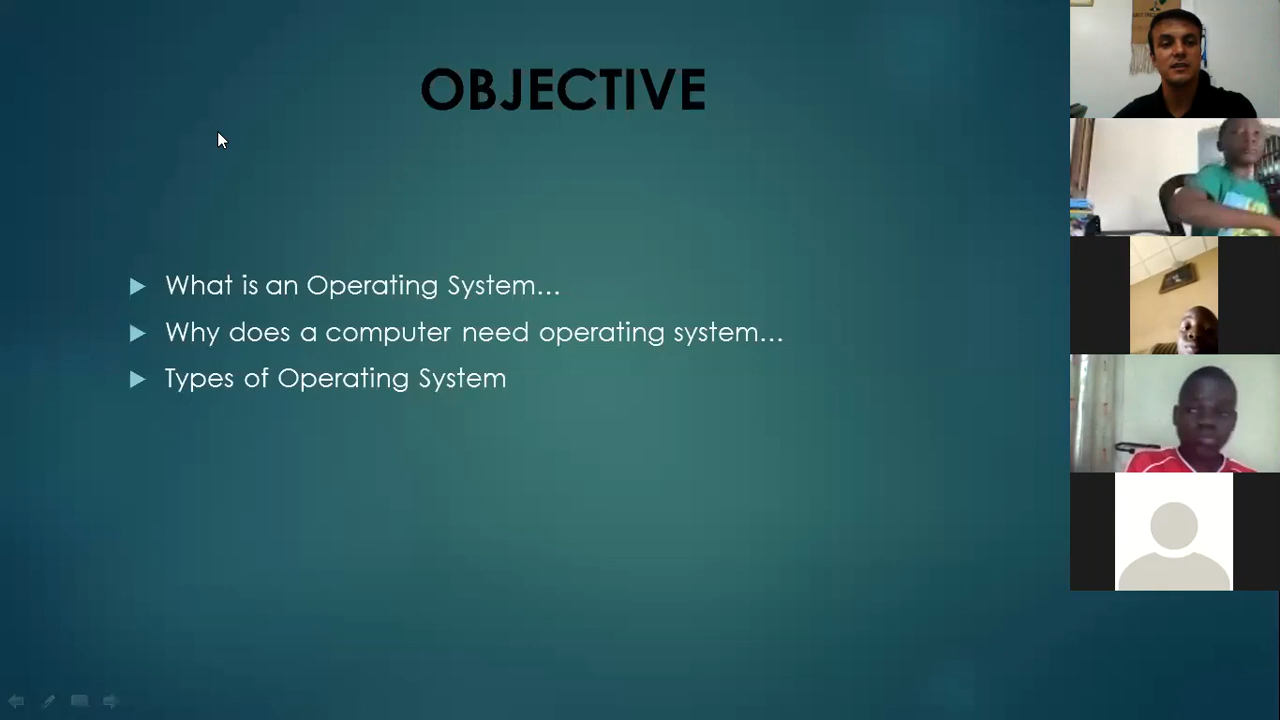 OBJECTIVE
What is an Operating System...
Why does a computer need operating system...
Types of Operating System